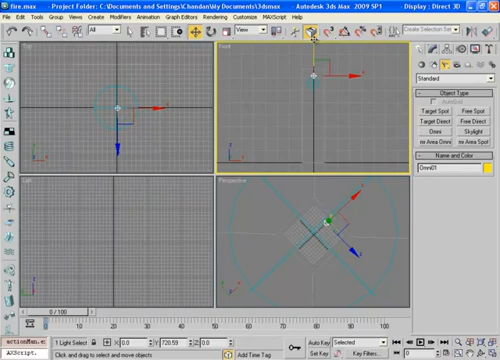 fire.max - Project Folder: C:\Documents and Settings\Chandan\My Documents\3dsmax - Autodesk 3ds Max 2009 SP1 - Display : Direct 3D
File Edit Tools Group Views Create Modifiers Animation Graph Editors Rendering Customize MAXScript Help
All View Create Selection Set
Top Front
Left Perspective
Standard
Object Type
AutoGrid
Target Spot Free Spot
Target Direct Free Direct
Omni Skylight
mr Area Omni mr Area Spot
Name and Color
Omni01
0 / 100
0 10 20 30 40 50 60 70 80 90 100
actionMan.e
AXScript.
1 Light Selected X: 0.0 Y: 720.59 Z: 0.0
Click and drag to select and move objects
Add Time Tag
Auto Key Selected
Set Key Key Filters...